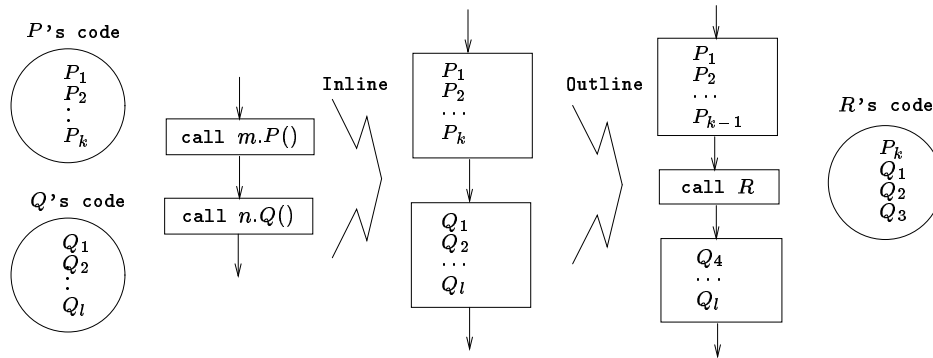 P's code
P₁
P₂
.
.
Pₖ
Q's code
Q₁
Q₂
.
.
Qₗ
call m.P()
call n.Q()
Inline
P₁
P₂
...
Pₖ
Q₁
Q₂
...
Qₗ
Outline
P₁
P₂
...
Pₖ₋₁
call R
Q₄
...
Qₗ
R's code
Pₖ
Q₁
Q₂
Q₃